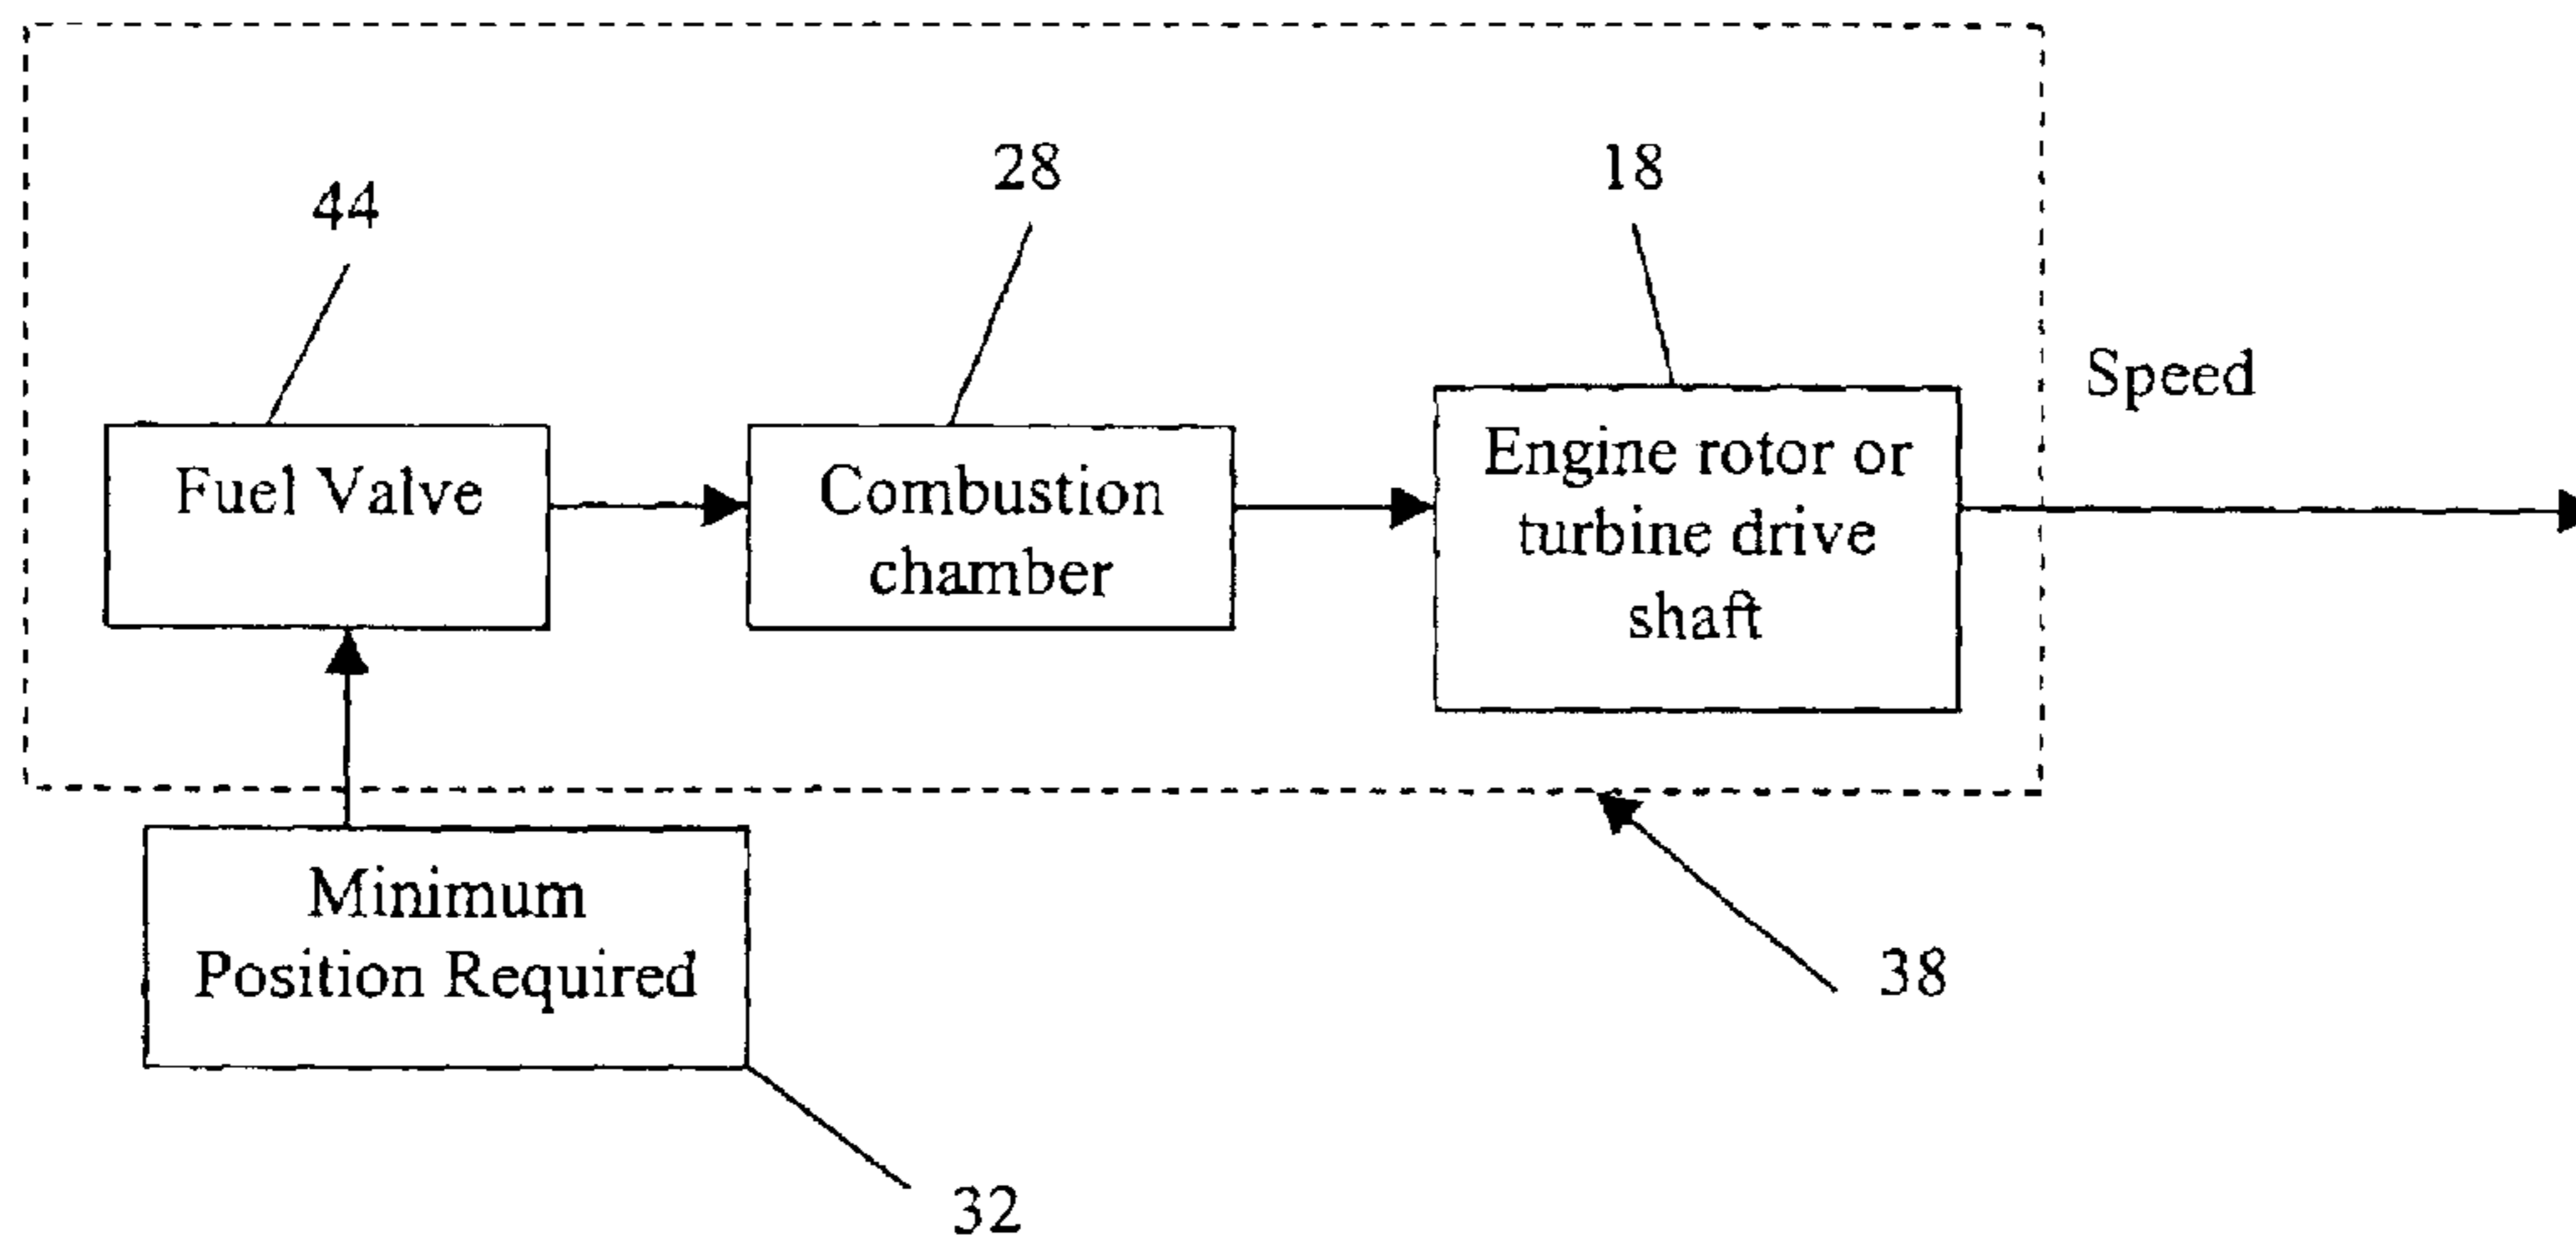 44
28
18
Speed
Fuel Valve
Combustion
chamber
Engine rotor or
turbine drive
shaft
Minimum
Position Required
38
32